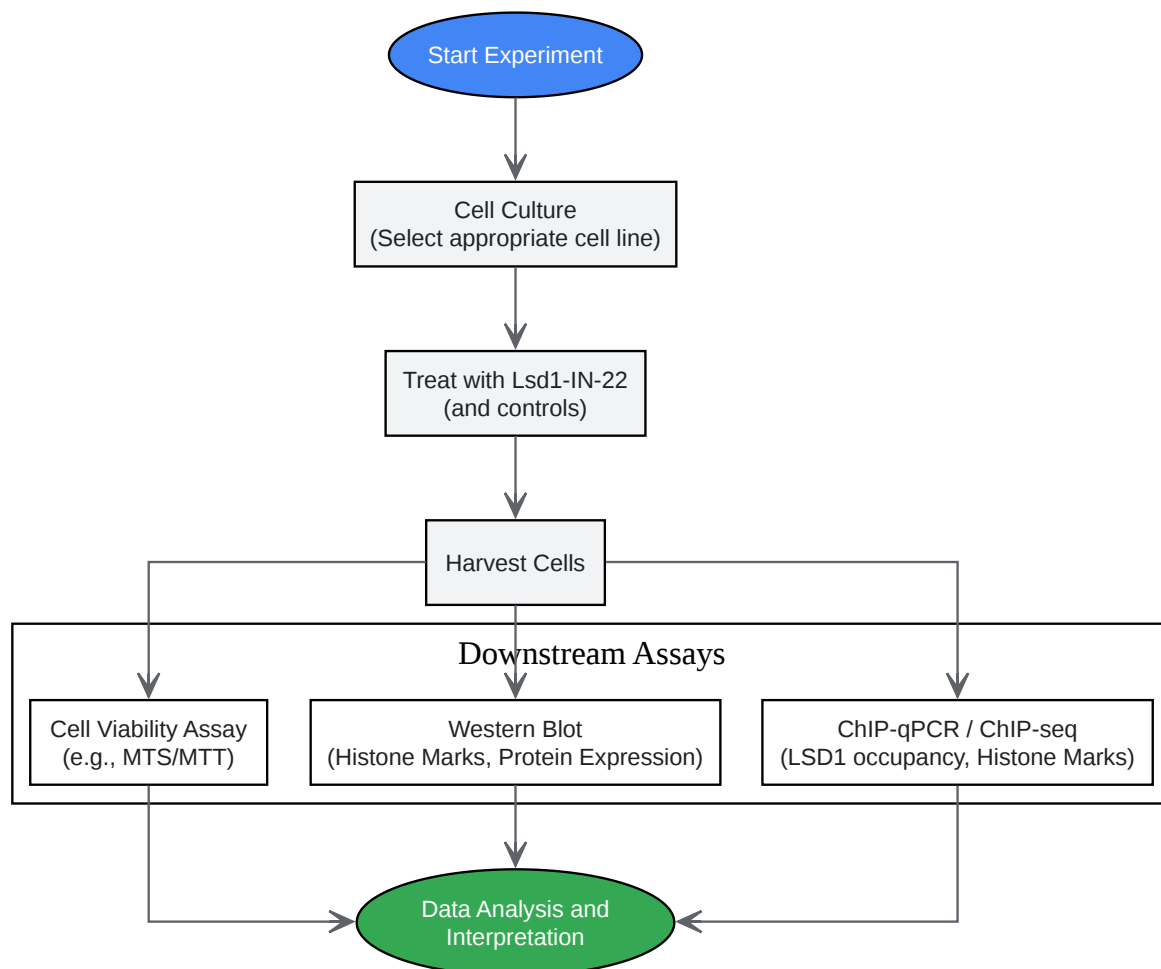 Start Experiment
Cell Culture
(Select appropriate cell line)
Treat with Lsd1-IN-22
(and controls)
Harvest Cells
Downstream Assays
Cell Viability Assay
(e.g., MTS/MTT)
Western Blot
(Histone Marks, Protein Expression)
ChIP-qPCR / ChIP-seq
(LSD1 occupancy, Histone Marks)
Data Analysis and
Interpretation